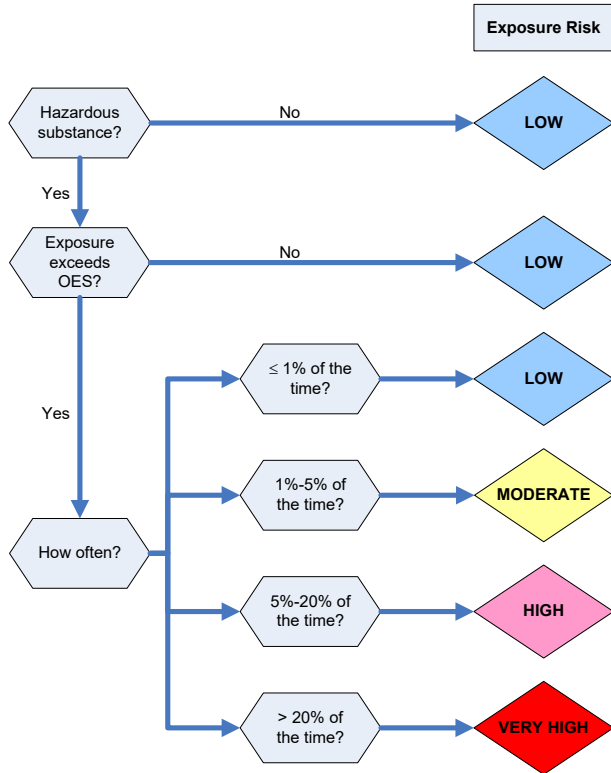 Exposure Risk
Hazardous
substance?
No
LOW
Yes
Exposure
exceeds
OES?
No
LOW
Yes
≤ 1% of the
time?
LOW
1%-5% of
the time?
MODERATE
How often?
5%-20% of
the time?
HIGH
> 20% of
the time?
VERY HIGH